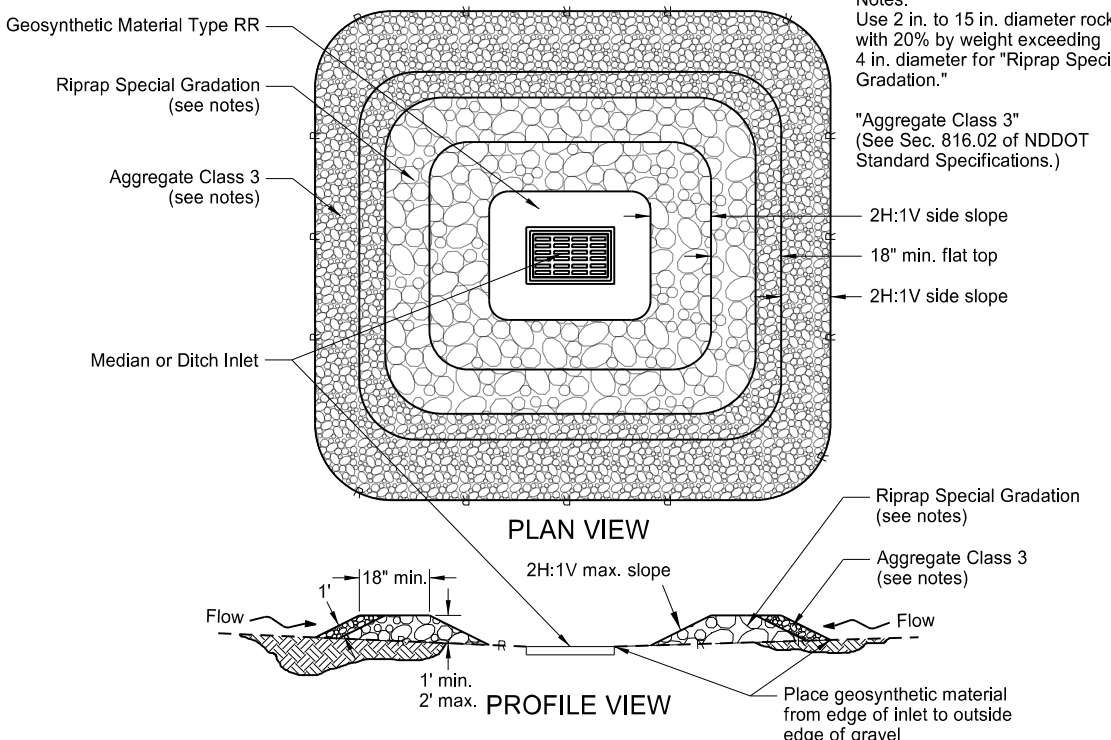 Notes:
Use 2 in. to 15 in. diameter rock
with 20% by weight exceeding
4 in. diameter for "Riprap Speci
Gradation."
"Aggregate Class 3"
(See Sec. 816.02 of NDDOT
Standard Specifications.)
Geosynthetic Material Type RR
Riprap Special Gradation
(see notes)
Aggregate Class 3
(see notes)
Median or Ditch Inlet
2H:1V side slope
18" min. flat top
2H:1V side slope
R
PLAN VIEW
Riprap Special Gradation
(see notes)
Aggregate Class 3
(see notes)
2H:1V max. slope
18" min.
1'
Flow
Flow
R
R
R
1' min.
2' max.
PROFILE VIEW
Place geosynthetic material
from edge of inlet to outside
edge of gravel